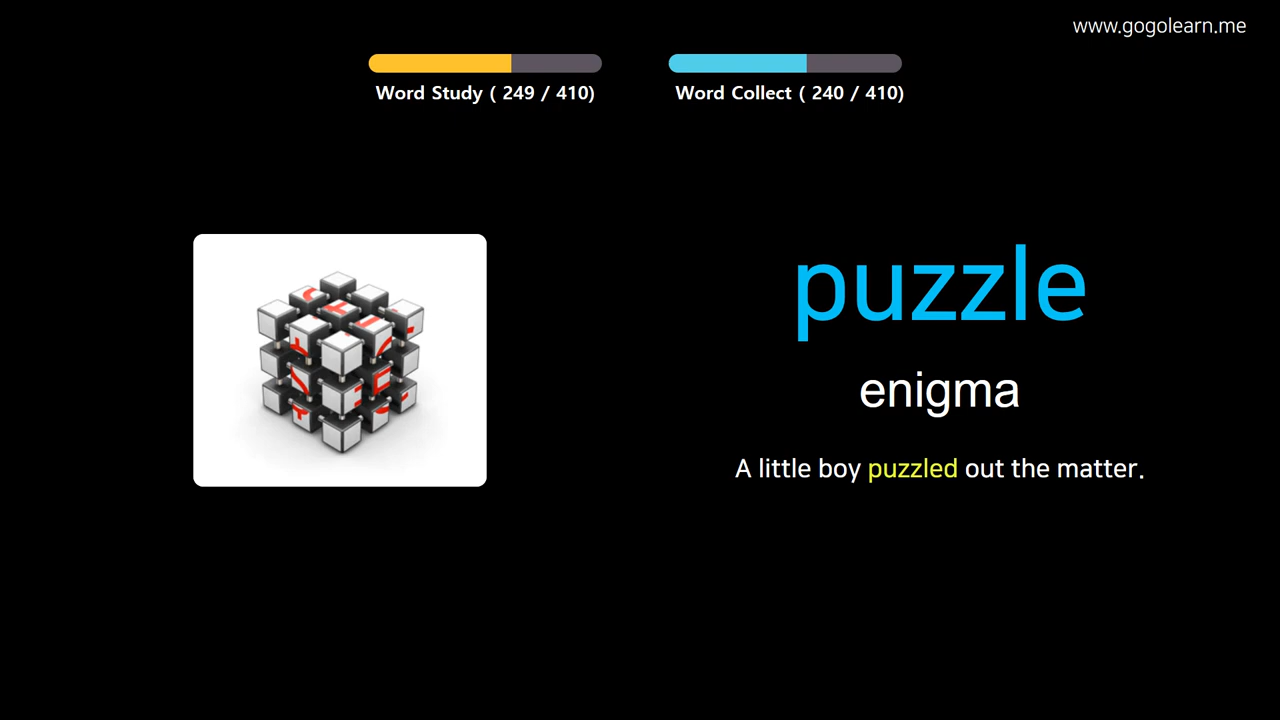 www.gogolearn.me
Word Study ( 249 / 410)
Word Collect ( 240 / 410)
puzzle
enigma
A little boy puzzled out the matter.